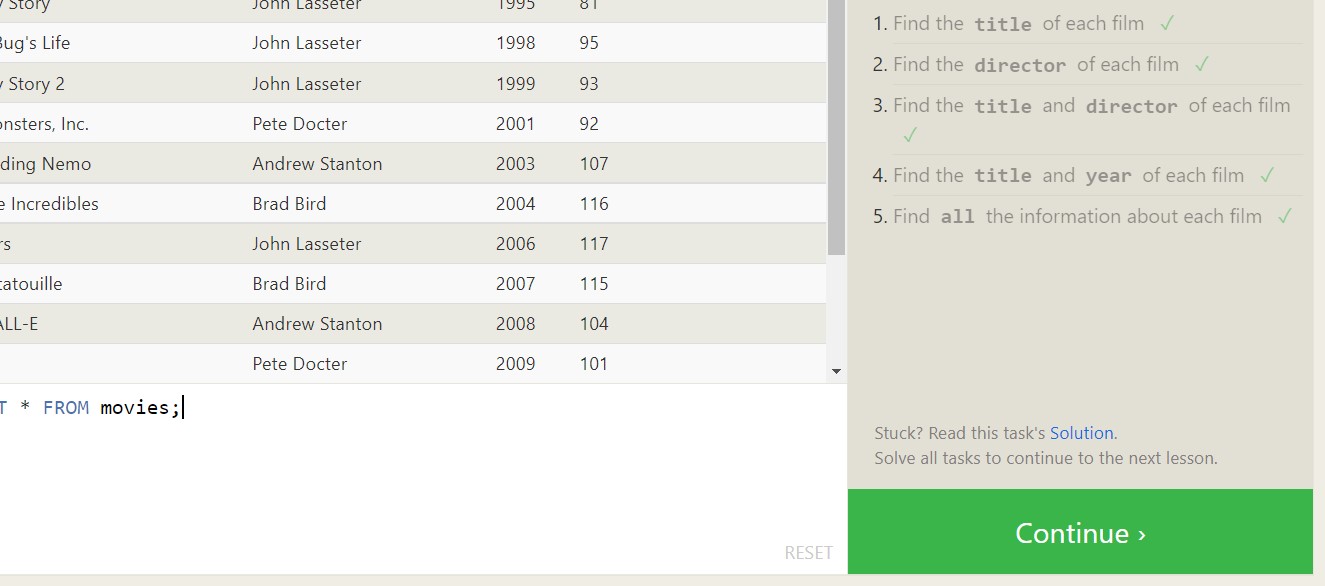 y Story John Lasseter 1995 81
Bug's Life John Lasseter 1998 95
y Story 2 John Lasseter 1999 93
onsters, Inc. Pete Docter 2001 92
ding Nemo Andrew Stanton 2003 107
e Incredibles Brad Bird 2004 116
rs John Lasseter 2006 117
tatouille Brad Bird 2007 115
ALL-E Andrew Stanton 2008 104
Pete Docter 2009 101
T * FROM movies;
RESET
1. Find the title of each film ✓
2. Find the director of each film ✓
3. Find the title and director of each film
✓
4. Find the title and year of each film ✓
5. Find all the information about each film ✓
Stuck? Read this task's Solution.
Solve all tasks to continue to the next lesson.
Continue ›